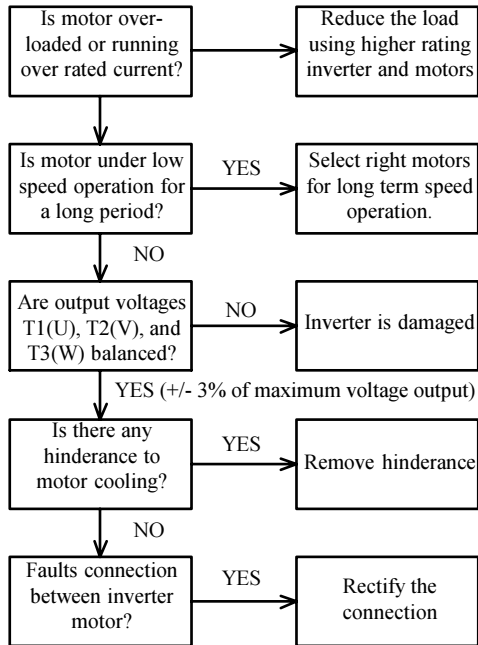 Is motor over-
loaded or running
over rated current?
Reduce the load
using higher rating
inverter and motors
Is motor under low
speed operation for
a long period?
YES
Select right motors
for long term speed
operation.
NO
Are output voltages
T1(U), T2(V), and
T3(W) balanced?
NO
Inverter is damaged
YES (+/- 3% of maximum voltage output)
Is there any
hinderance to
motor cooling?
YES
Remove hinderance
NO
Faults connection
between inverter
motor?
YES
Rectify the
connection